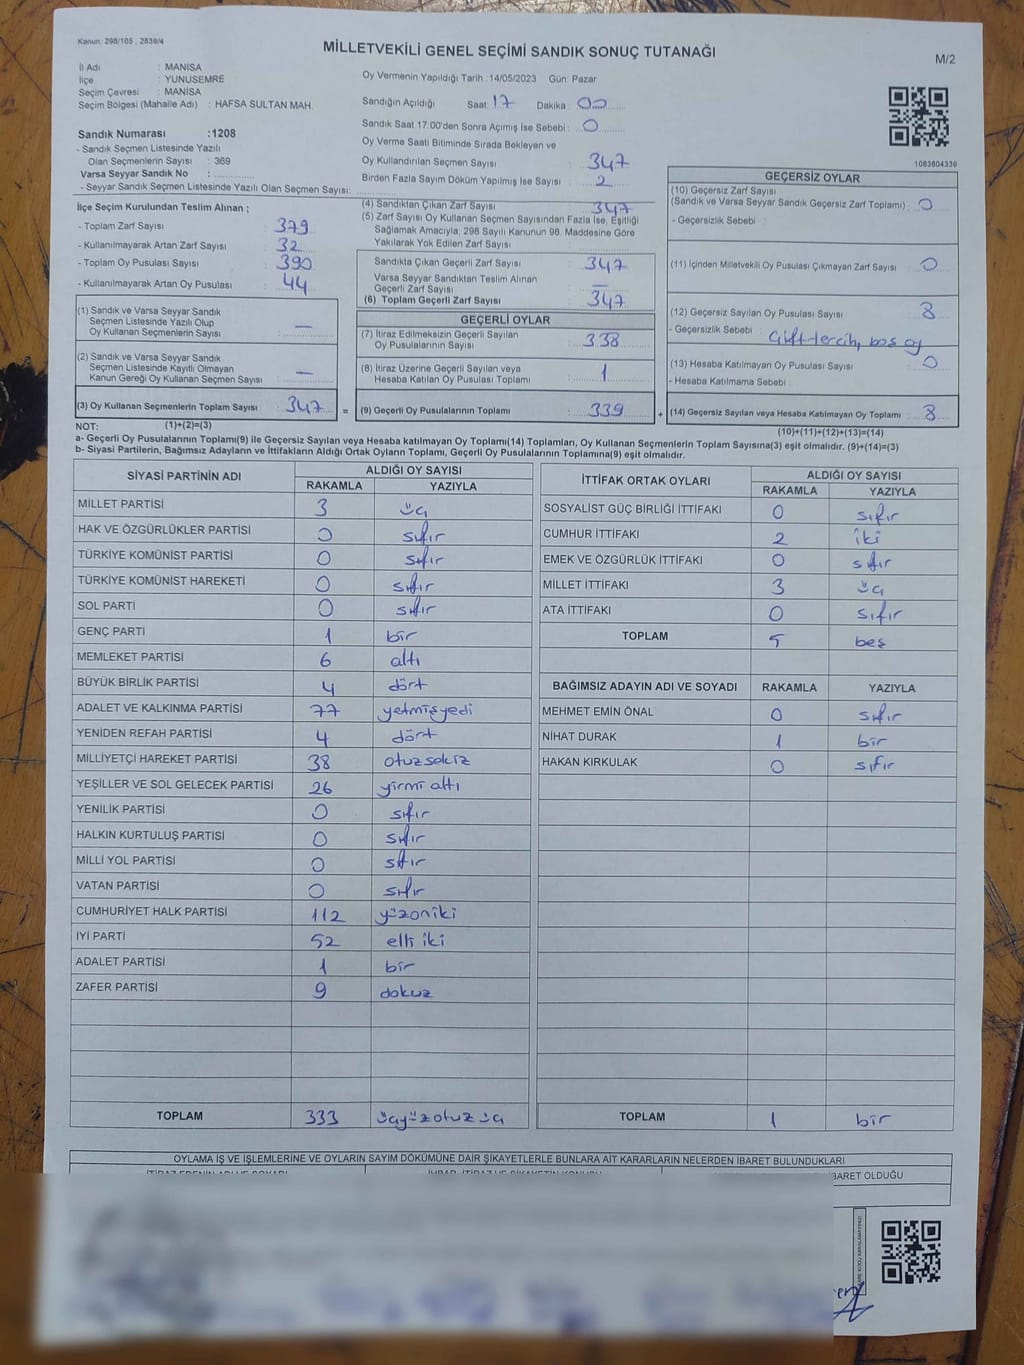 Kanun: 298/105 , 2839/4
MİLLETVEKİLİ GENEL SEÇİMİ SANDIK SONUÇ TUTANAĞI
M/2
İl Adı : MANİSA
İlçe : YUNUSEMRE
Seçim Çevresi : MANİSA
Seçim Bölgesi (Mahalle Adı) : HAFSA SULTAN MAH.
Oy Vermenin Yapıldığı Tarih :14/05/2023 Gün: Pazar
Sandığın Açıldığı Saat: 17 Dakika : 00
Sandık Saat 17:00'den Sonra Açımış İse Sebebi : 0
Oy Verme Saati Bitiminde Sırada Bekleyen ve
Oy Kullandırılan Seçmen Sayısı : 347
Birden Fazla Sayım Döküm Yapılmış İse Sayısı : 2
1083804339
Sandık Numarası :1208
- Sandık Seçmen Listesinde Yazılı
Olan Seçmenlerin Sayısı : 369
Varsa Seyyar Sandık No :
- Seyyar Sandık Seçmen Listesinde Yazılı Olan Seçmen Sayısı:
İlçe Seçim Kurulundan Teslim Alınan ;
- Toplam Zarf Sayısı : 379
- Kullanılmayarak Artan Zarf Sayısı : 32
- Toplam Oy Pusulası Sayısı : 390
- Kullanılmayarak Artan Oy Pusulası : 44
(4) Sandıktan Çıkan Zarf Sayısı : 347
(5) Zarf Sayısı Oy Kullanan Seçmen Sayısından Fazla İse, Eşitliği
Sağlamak Amacıyla, 298 Sayılı Kanunun 98. Maddesine Göre
Yakılarak Yok Edilen Zarf Sayısı :
Sandıkta Çıkan Geçerli Zarf Sayısı : 347
Varsa Seyyar Sandıktan Teslim Alınan
Geçerli Zarf Sayısı : —
(6) Toplam Geçerli Zarf Sayısı : 347
GEÇERSİZ OYLAR
(10) Geçersiz Zarf Sayısı
(Sandık ve Varsa Seyyar Sandık Geçersiz Zarf Toplamı) : 0
- Geçersizlik Sebebi :
(11) İçinden Milletvekili Oy Pusulası Çıkmayan Zarf Sayısı : 0
(12) Geçersiz Sayılan Oy Pusulası Sayısı : 8
- Geçersizlik Sebebi : Çift tercih, boş oy
(13) Hesaba Katılmayan Oy Pusulası Sayısı : 0
- Hesaba Katılmama Sebebi :
(14) Geçersiz Sayılan veya Hesaba Katılmayan Oy Toplamı : 8
(10)+(11)+(12)+(13)=(14)
(1) Sandık ve Varsa Seyyar Sandık
Seçmen Listesinde Yazılı Olup
Oy Kullanan Seçmenlerin Sayısı : —
(2) Sandık ve Varsa Seyyar Sandık
Seçmen Listesinde Kayıtlı Olmayan
Kanun Gereği Oy Kullanan Seçmen Sayısı : —
(3) Oy Kullanan Seçmenlerin Toplam Sayısı : 347 =
GEÇERLİ OYLAR
(7) İtiraz Edilmeksizin Geçerli Sayılan
Oy Pusulalarının Sayısı : 338
(8) İtiraz Üzerine Geçerli Sayılan veya
Hesaba Katılan Oy Pusulası Toplamı : 1
(9) Geçerli Oy Pusulalarının Toplamı : 339 +
NOT: (1)+(2)=(3)
a- Geçerli Oy Pusulalarının Toplamı(9) ile Geçersiz Sayılan veya Hesaba katılmayan Oy Toplamı(14) Toplamları, Oy Kullanan Seçmenlerin Toplam Sayısına(3) eşit olmalıdır. (9)+(14)=(3)
b- Siyasi Partilerin, Bağımsız Adayların ve İttifakların Aldığı Ortak Oyların Toplamı, Geçerli Oy Pusulalarının Toplamına(9) eşit olmalıdır.
SİYASİ PARTİNİN ADI ALDIĞI OY SAYISI
RAKAMLA YAZIYLA
MİLLET PARTİSİ 3 üç
HAK VE ÖZGÜRLÜKLER PARTİSİ 0 sıfır
TÜRKİYE KOMÜNİST PARTİSİ 0 sıfır
TÜRKİYE KOMÜNİST HAREKETİ 0 sıfır
SOL PARTİ 0 sıfır
GENÇ PARTİ 1 bir
MEMLEKET PARTİSİ 6 altı
BÜYÜK BİRLİK PARTİSİ 4 dört
ADALET VE KALKINMA PARTİSİ 77 yetmişyedi
YENİDEN REFAH PARTİSİ 4 dört
MİLLİYETÇİ HAREKET PARTİSİ 38 otuzsekiz
YEŞİLLER VE SOL GELECEK PARTİSİ 26 yirmi altı
YENİLİK PARTİSİ 0 sıfır
HALKIN KURTULUŞ PARTİSİ 0 sıfır
MİLLİ YOL PARTİSİ 0 sıfır
VATAN PARTİSİ 0 sıfır
CUMHURİYET HALK PARTİSİ 112 yüzoniki
İYİ PARTİ 52 elli iki
ADALET PARTİSİ 1 bir
ZAFER PARTİSİ 9 dokuz
TOPLAM 333 üçyüzotuzüç
İTTİFAK ORTAK OYLARI ALDIĞI OY SAYISI
RAKAMLA YAZIYLA
SOSYALİST GÜÇ BİRLİĞİ İTTİFAKI 0 sıfır
CUMHUR İTTİFAKI 2 iki
EMEK VE ÖZGÜRLÜK İTTİFAKI 0 sıfır
MİLLET İTTİFAKI 3 üç
ATA İTTİFAKI 0 sıfır
TOPLAM 5 beş
BAĞIMSIZ ADAYIN ADI VE SOYADI RAKAMLA YAZIYLA
MEHMET EMİN ÖNAL 0 sıfır
NİHAT DURAK 1 bir
HAKAN KIRKULAK 0 sıfır
TOPLAM 1 bir
OYLAMA İŞ VE İŞLEMLERİNE VE OYLARIN SAYIM DÖKÜMÜNE DAİR ŞİKAYETLERLE BUNLARA AİT KARARLARIN NELERDEN İBARET BULUNDUKLARI
İBARET OLDUĞU